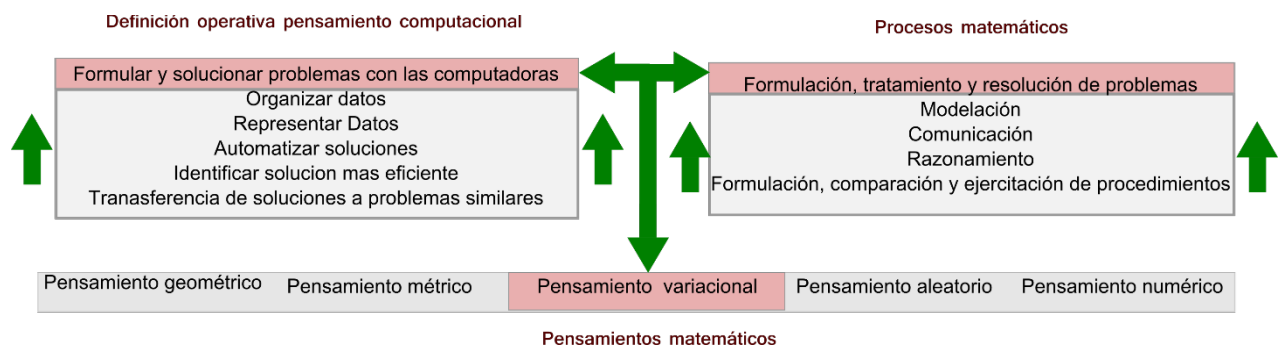 Definición operativa pensamiento computacional
Formular y solucionar problemas con las computadoras
Organizar datos
Representar Datos
Automatizar soluciones
Identificar solucion mas eficiente
Tranasferencia de soluciones a problemas similares
Procesos matemáticos
Formulación, tratamiento y resolución de problemas
Modelación
Comunicación
Razonamiento
Formulación, comparación y ejercitación de procedimientos
Pensamiento geométrico
Pensamiento métrico
Pensamiento variacional
Pensamiento aleatorio
Pensamiento numérico
Pensamientos matemáticos